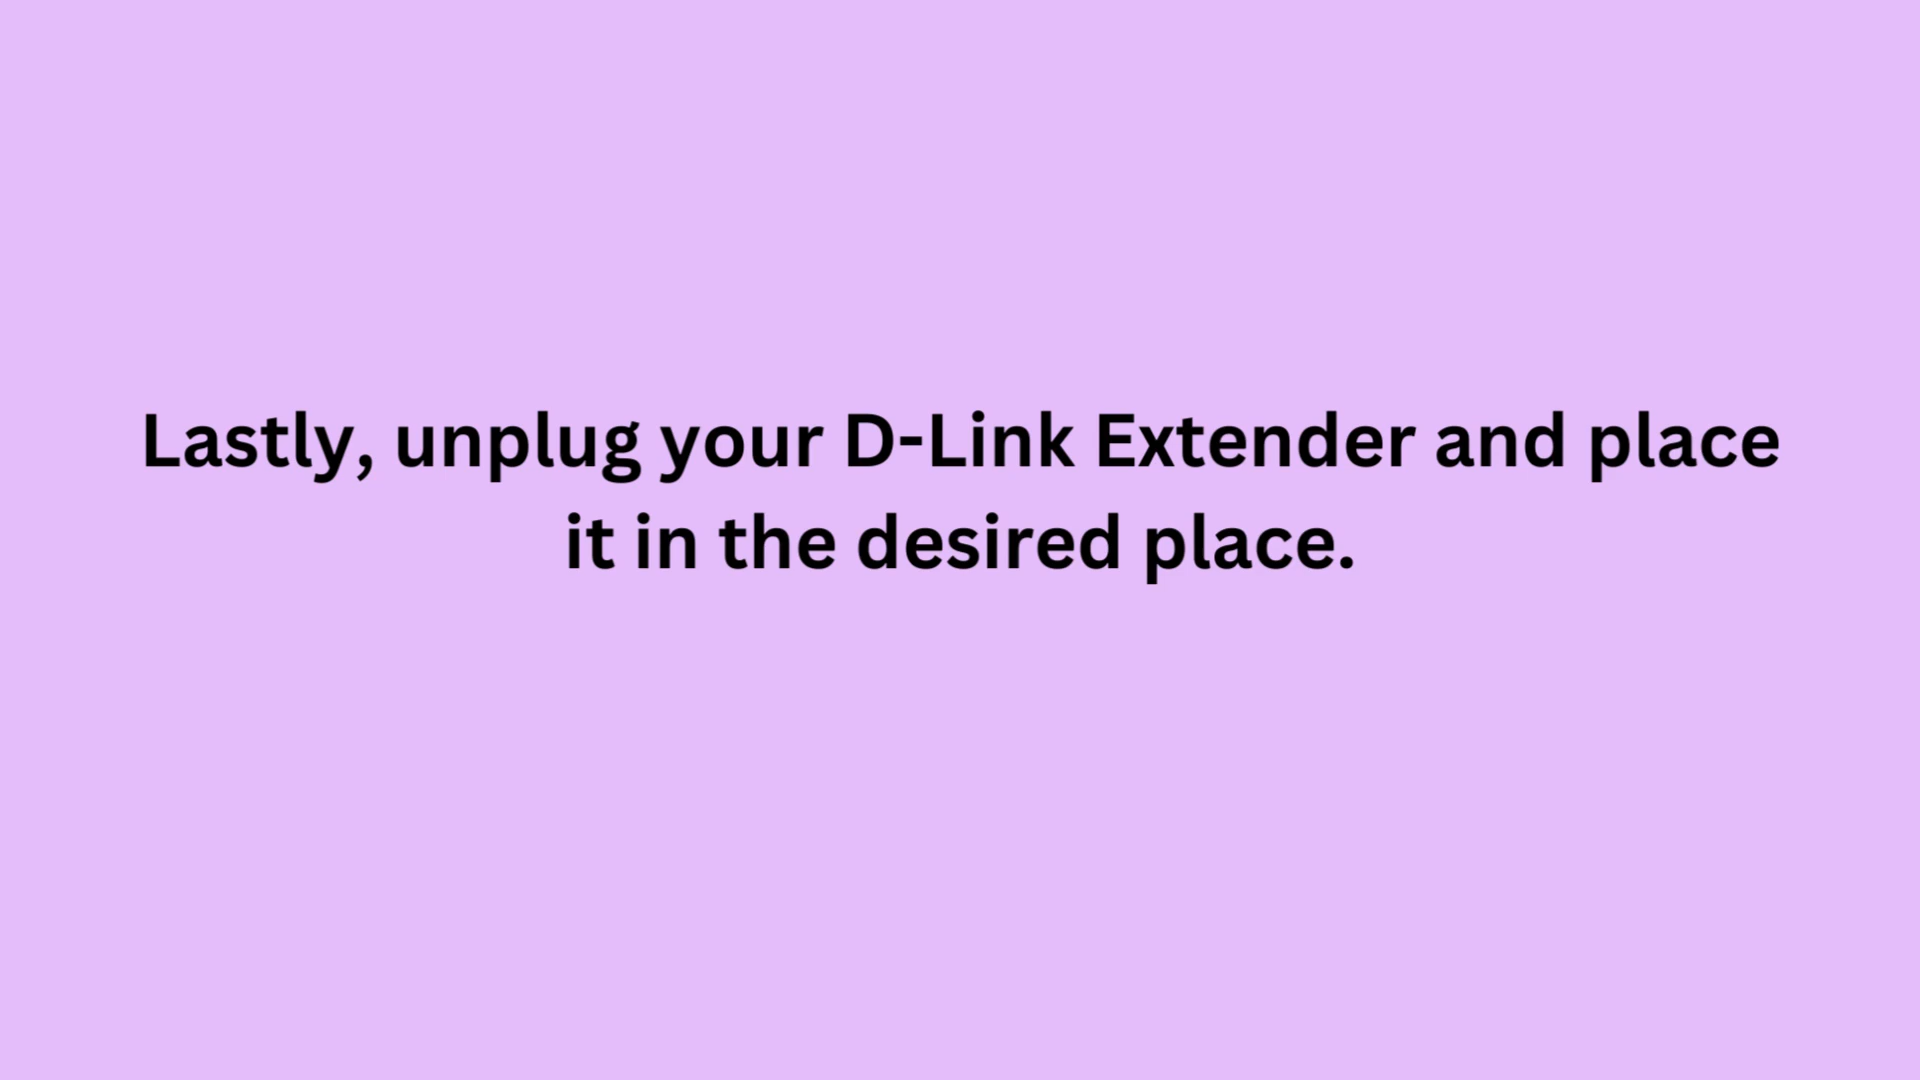 Lastly, unplug your D-Link Extender and place
it in the desired place.